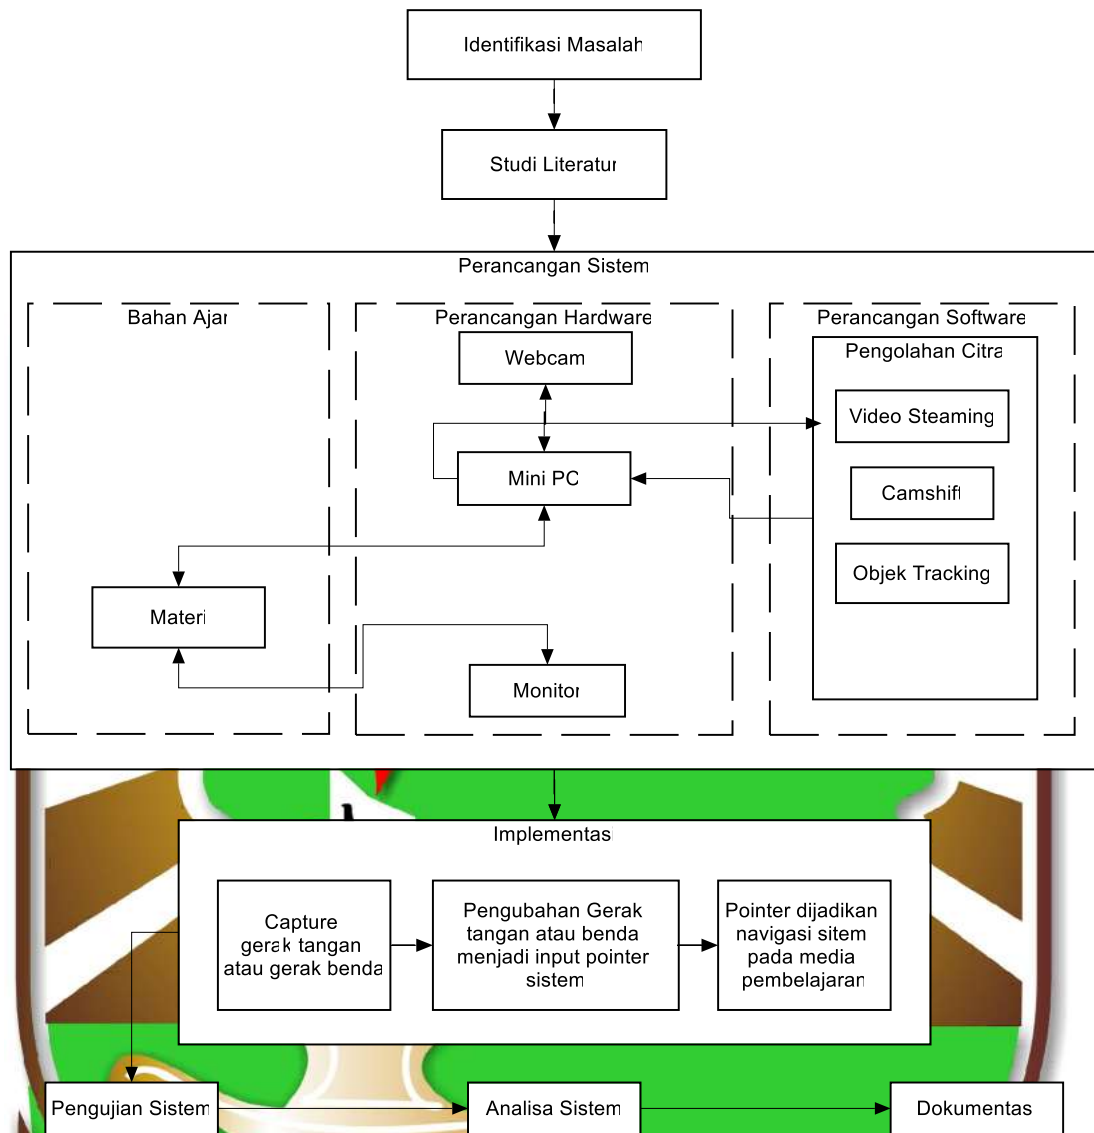 Identifikasi Masalah
Studi Literatur
Perancangan Sistem
Bahan Ajar
Perancangan Hardware
Perancangan Software
Webcam
Pengolahan Citra
Video Steaming
Mini PC
Camshift
Objek Tracking
Materi
Monitor
Implementas
Capture
gerak tangan
atau gerak benda
Pengubahan Gerak
tangan atau benda
menjadi input pointer
sistem
Pointer dijadikan
navigasi sitem
pada media
pembelajaran
Pengujian Sistem
Analisa Sistem
Dokumentas